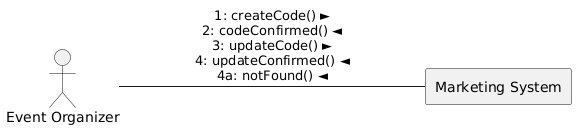 1: createCode() ►
2: codeConfirmed() ◄
3: updateCode() ►
4: updateConfirmed() ◄
4a: notFound() ◄
Marketing System
Event Organizer